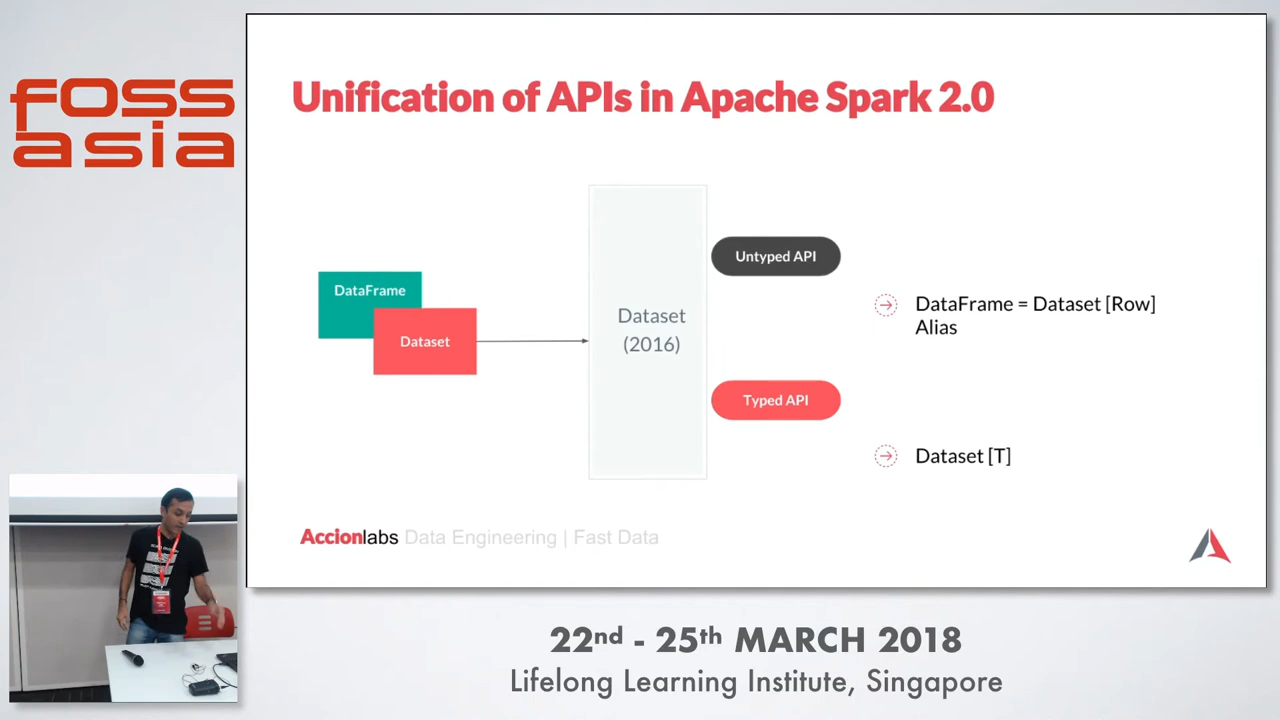 foss
asia
Unification of APIs in Apache Spark 2.0
DataFrame
Dataset
Dataset
(2016)
Untyped API
Typed API
DataFrame = Dataset [Row]
Alias
Dataset [T]
Accionlabs Data Engineering | Fast Data
22nd - 25th MARCH 2018
Lifelong Learning Institute, Singapore